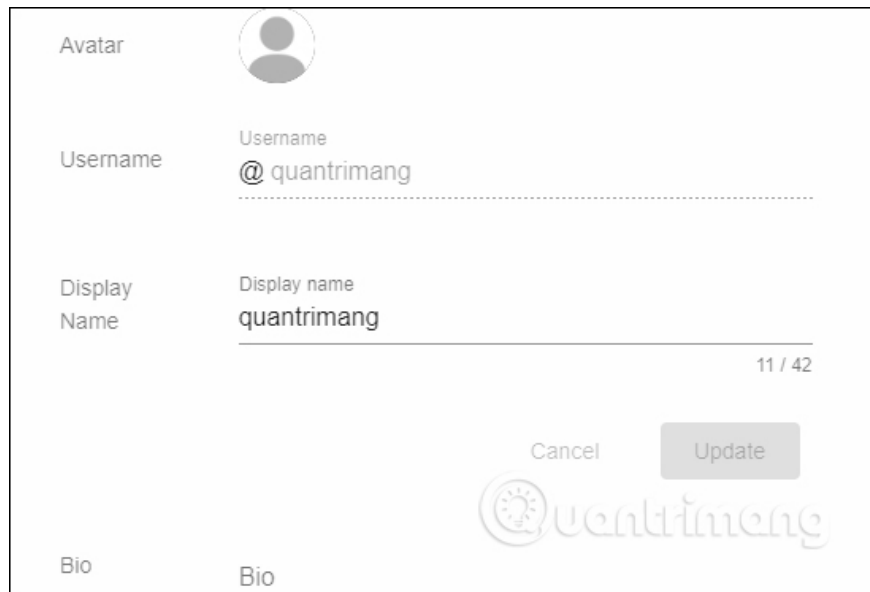 Avatar
Username
Username
@ quantrimang
Display
Name
Display name
quantrimang
11 / 42
Cancel
Update
Quantrimang
Bio
Bio